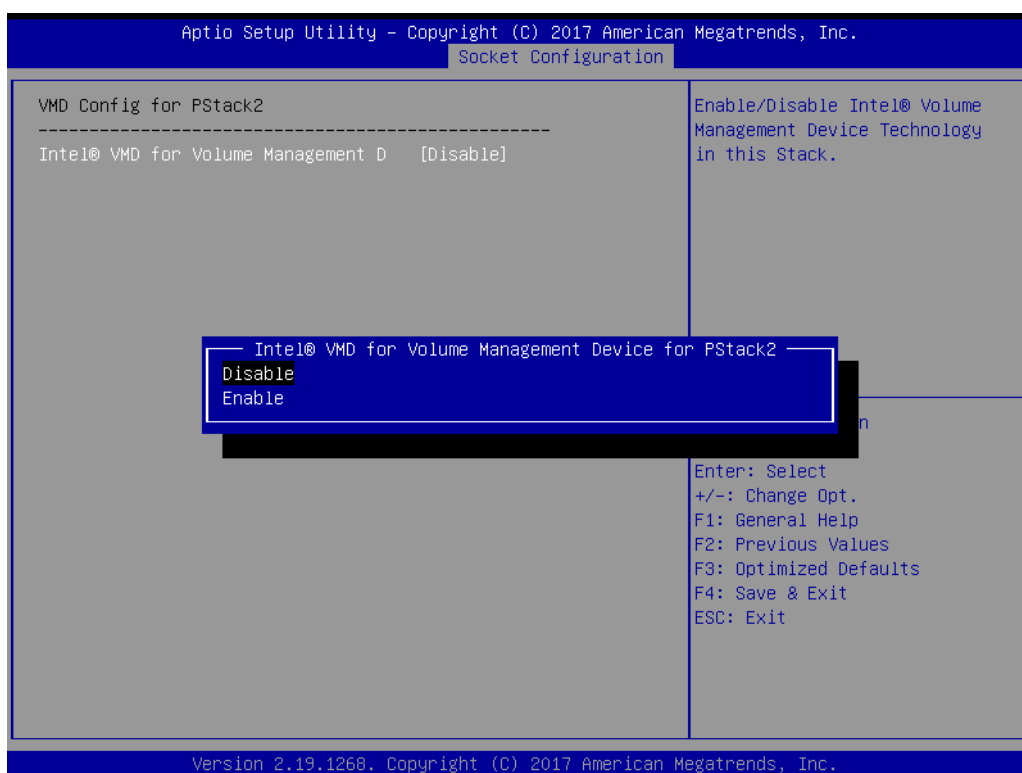 Aptio Setup Utility – Copyright (C) 2017 American Megatrends, Inc.
Socket Configuration
VMD Config for PStack2
--------------------------------------------------
Intel® VMD for Volume Management D [Disable]
Enable/Disable Intel® Volume
Management Device Technology
in this Stack.
Intel® VMD for Volume Management Device for PStack2
Disable
Enable
Enter: Select
+/-: Change Opt.
F1: General Help
F2: Previous Values
F3: Optimized Defaults
F4: Save & Exit
ESC: Exit
Version 2.19.1268. Copyright (C) 2017 American Megatrends, Inc.